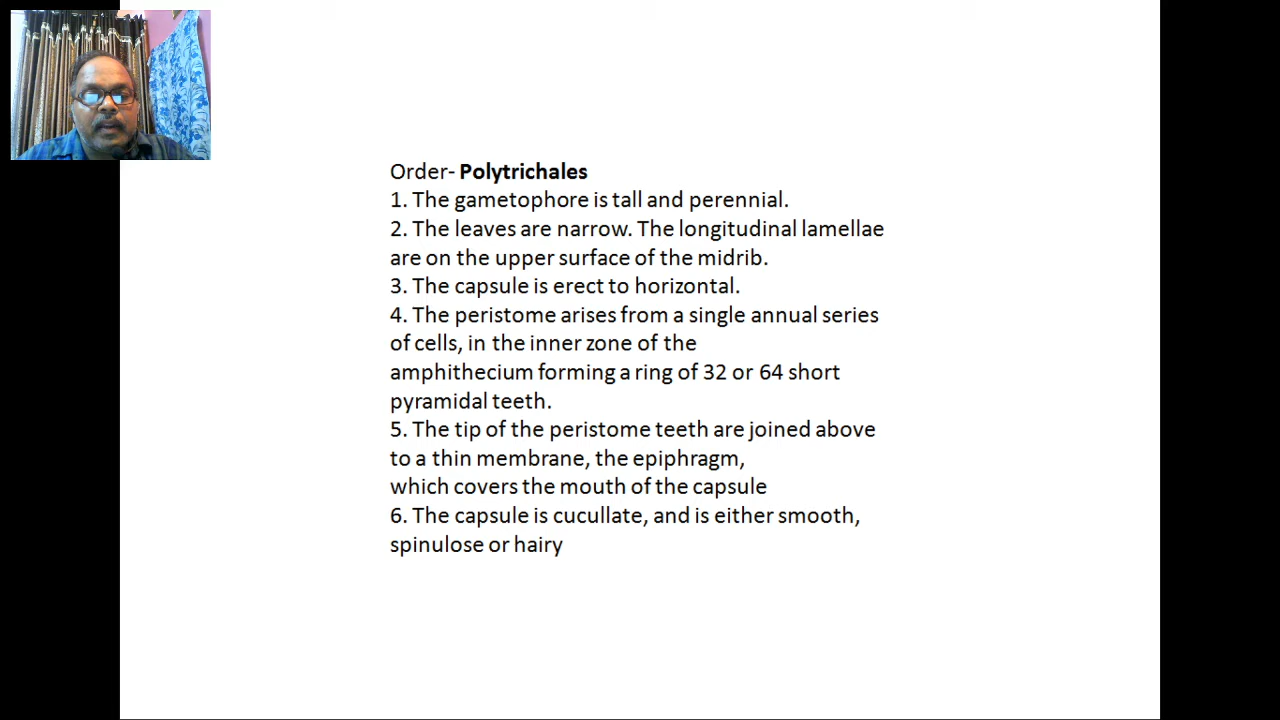 Order- Polytrichales
1. The gametophore is tall and perennial.
2. The leaves are narrow. The longitudinal lamellae
are on the upper surface of the midrib.
3. The capsule is erect to horizontal.
4. The peristome arises from a single annual series
of cells, in the inner zone of the
amphithecium forming a ring of 32 or 64 short
pyramidal teeth.
5. The tip of the peristome teeth are joined above
to a thin membrane, the epiphragm,
which covers the mouth of the capsule
6. The capsule is cucullate, and is either smooth,
spinulose or hairy